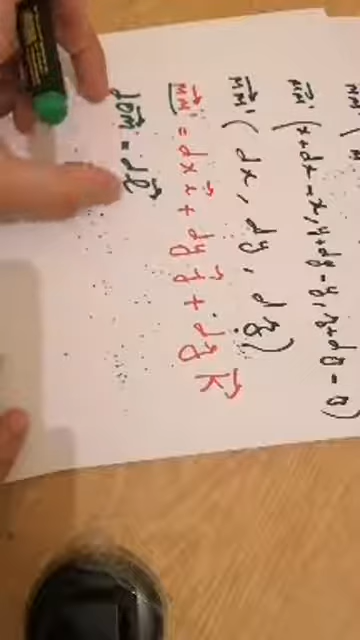 MM⃗' (x+dx-x, y+dy-y, z+dz-z)
MM⃗' ( dx, dy, dz)
MM⃗' = dx i⃗ + dy j⃗ + dz k⃗
dOM⃗ = dl⃗